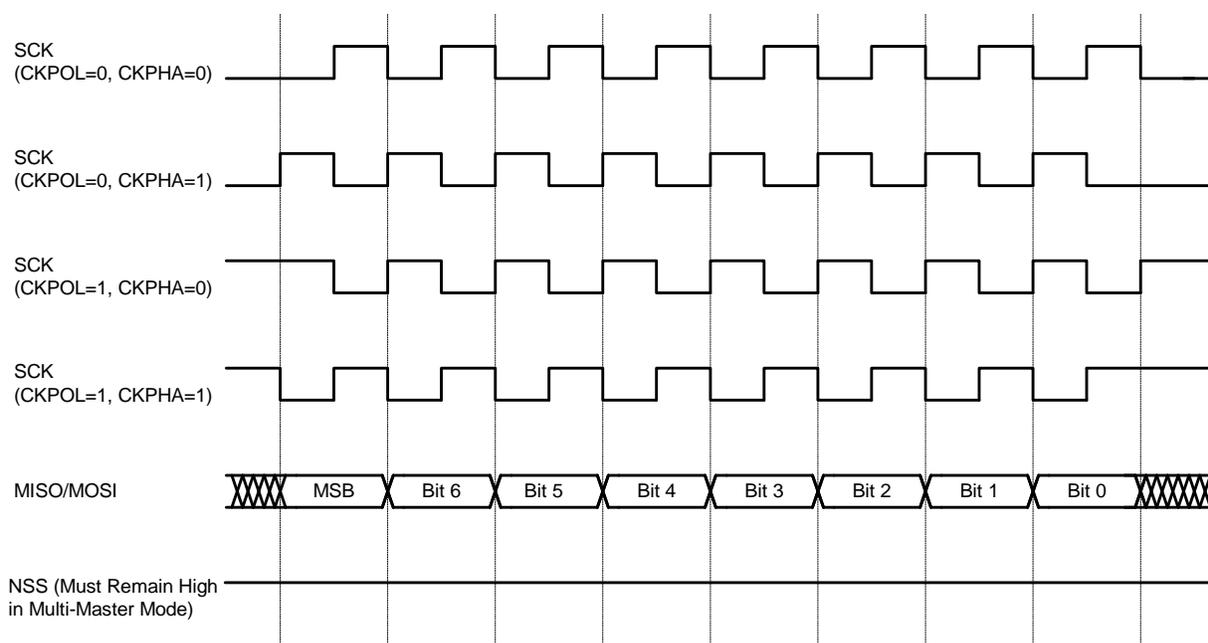 SCK
(CKPOL=0, CKPHA=0)
SCK
(CKPOL=0, CKPHA=1)
SCK
(CKPOL=1, CKPHA=0)
SCK
(CKPOL=1, CKPHA=1)
MISO/MOSI
MSB
Bit 6
Bit 5
Bit 4
Bit 3
Bit 2
Bit 1
Bit 0
NSS (Must Remain High
in Multi-Master Mode)